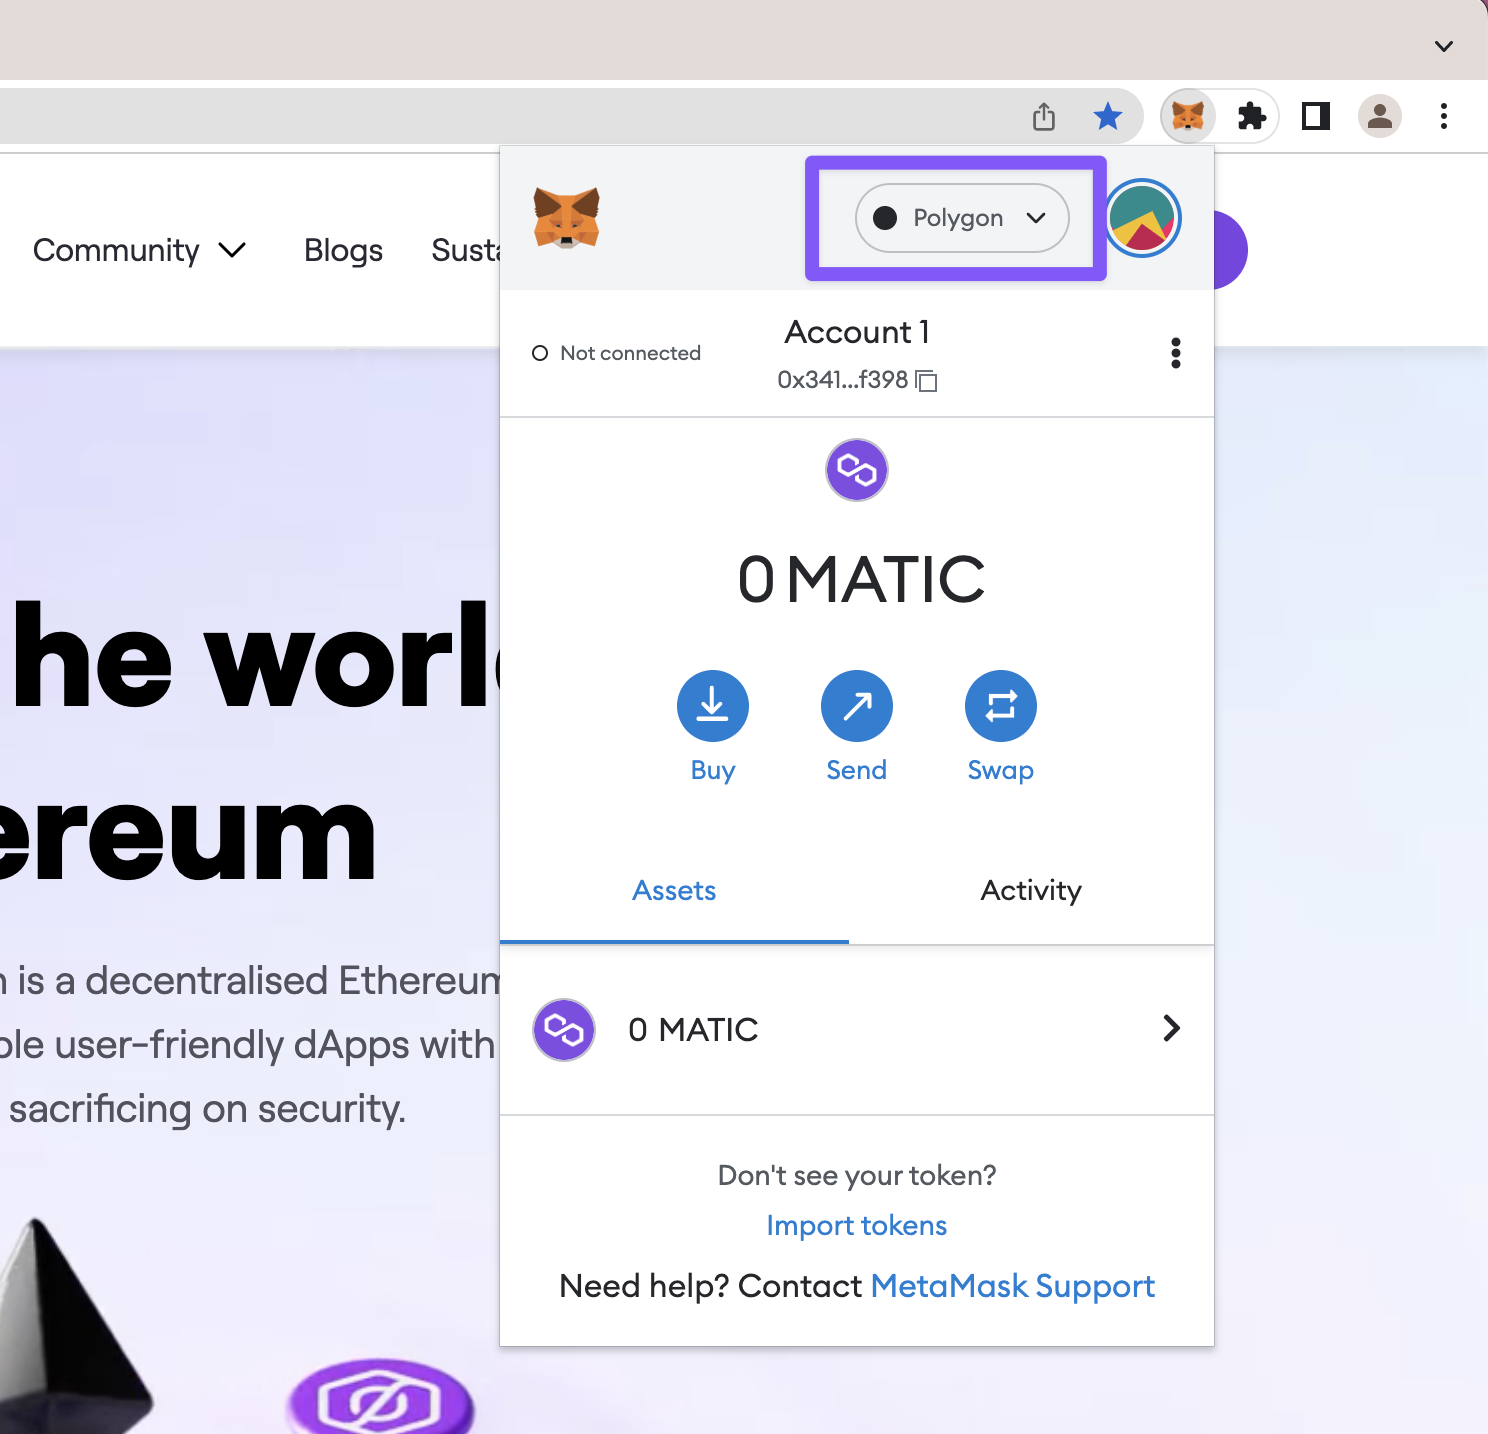 Community
Blogs
Polygon
Not connected
Account 1
0x341...f398
0 MATIC
Buy
Send
Swap
Assets
Activity
0 MATIC
Don't see your token?
Import tokens
Need help? Contact MetaMask Support
he worl
ereum
is a decentralised Ethereum
user-friendly dApps with
sacrificing on security.